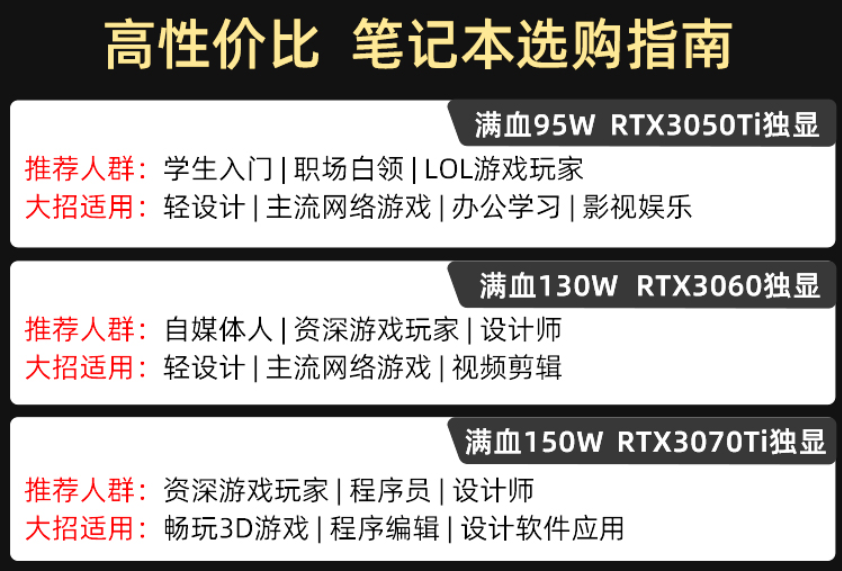 高性价比 笔记本选购指南
满血95W RTX3050Ti独显
推荐人群：学生入门 | 职场白领 | LOL游戏玩家
大招适用：轻设计 | 主流网络游戏 | 办公学习 | 影视娱乐
满血130W RTX3060独显
推荐人群：自媒体人 | 资深游戏玩家 | 设计师
大招适用：轻设计 | 主流网络游戏 | 视频剪辑
满血150W RTX3070Ti独显
推荐人群：资深游戏玩家 | 程序员 | 设计师
大招适用：畅玩3D游戏 | 程序编辑 | 设计软件应用